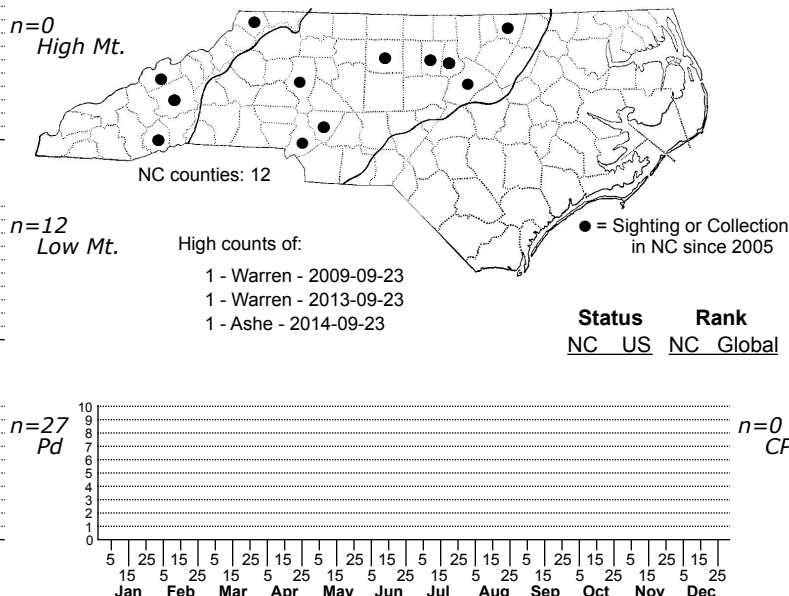 n=0
High Mt.
NC counties: 12
n=12
Low Mt.
High counts of:
1 - Warren - 2009-09-23
1 - Warren - 2013-09-23
1 - Ashe - 2014-09-23
● = Sighting or Collection
in NC since 2005
Status Rank
NC US NC Global
n=27
Pd
n=0
CP
10
9
8
7
6
5
4
3
2
1
0
5 25 15 5 25 15 5 25 15 5 25 15 5 25 15 5 25 15
15 5 25 15 5 25 15 5 25 15 5 25 15 5 25 15 5 25
Jan Feb Mar Apr May Jun Jul Aug Sep Oct Nov Dec